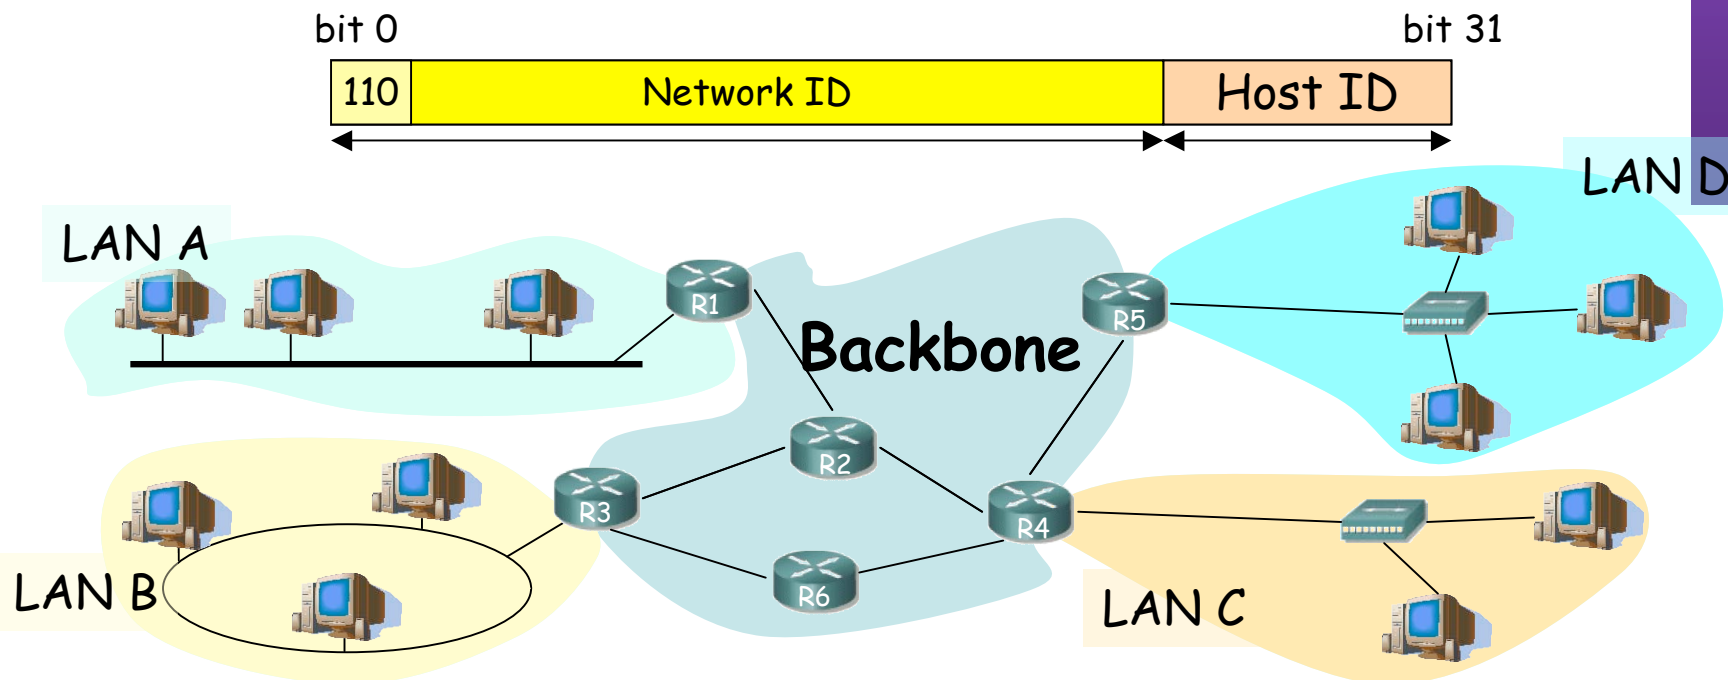 bit 0
bit 31
110
Network ID
Host ID
LAN D
LAN A
R1
R5
Backbone
R2
R3
R4
R6
LAN B
LAN C